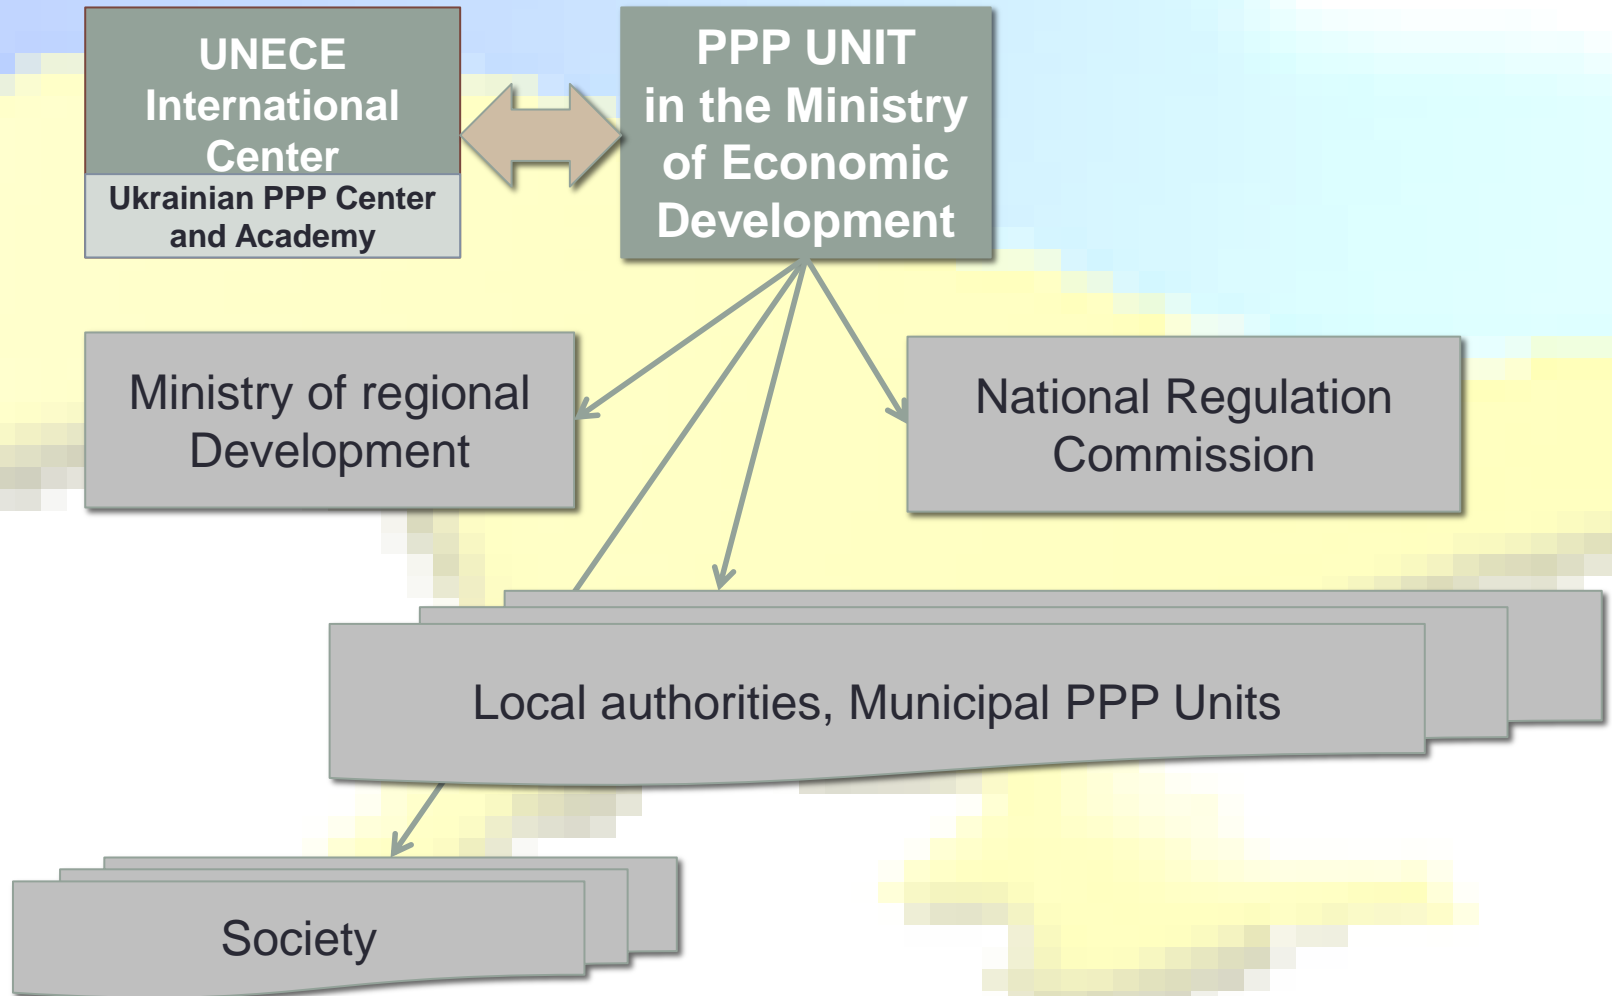 UNECE
International
Center
Ukrainian PPP Center
and Academy
PPP UNIT
in the Ministry
of Economic
Development
Ministry of regional
Development
National Regulation
Commission
Local authorities, Municipal PPP Units
Society